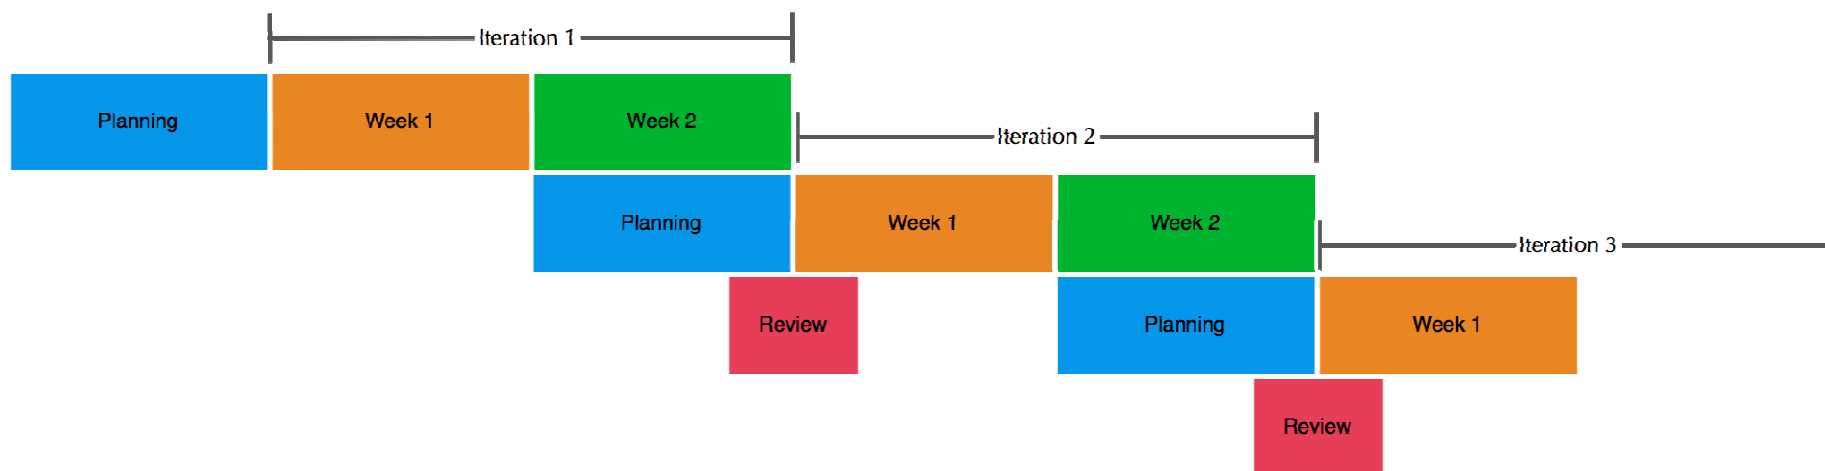 Iteration 1
Planning
Week 1
Week 2
Iteration 2
Planning
Week 1
Week 2
Iteration 3
Review
Planning
Week 1
Review